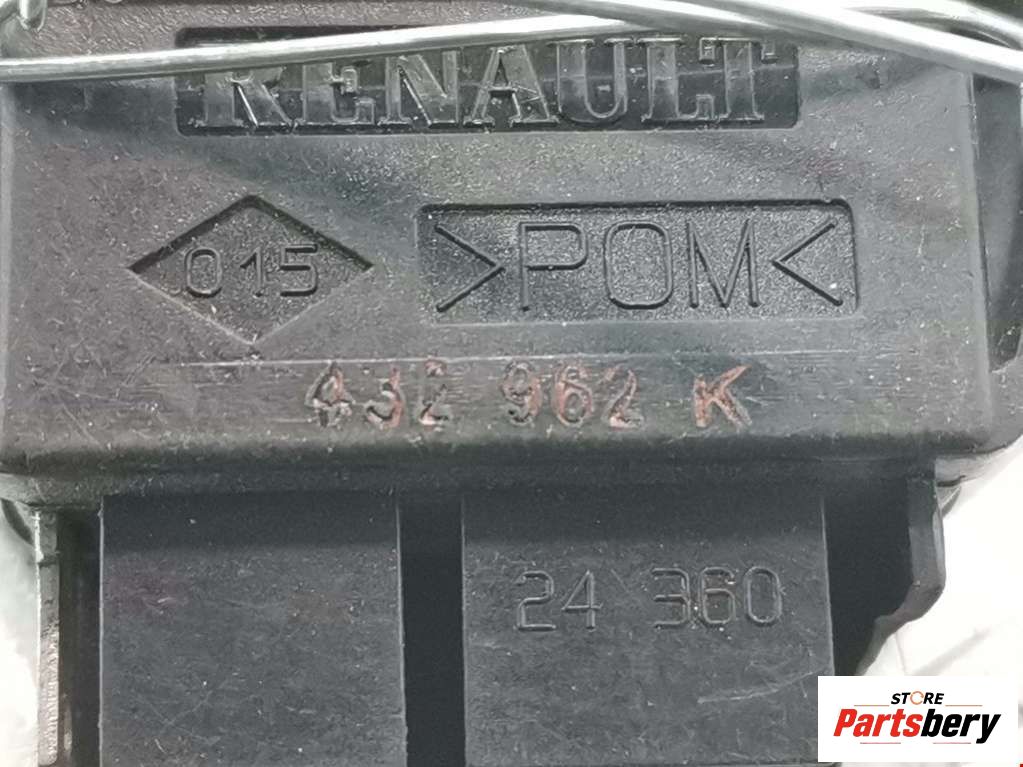 RENAULT
015
>POM<
432 962 K
24 360
STORE
Partsbery